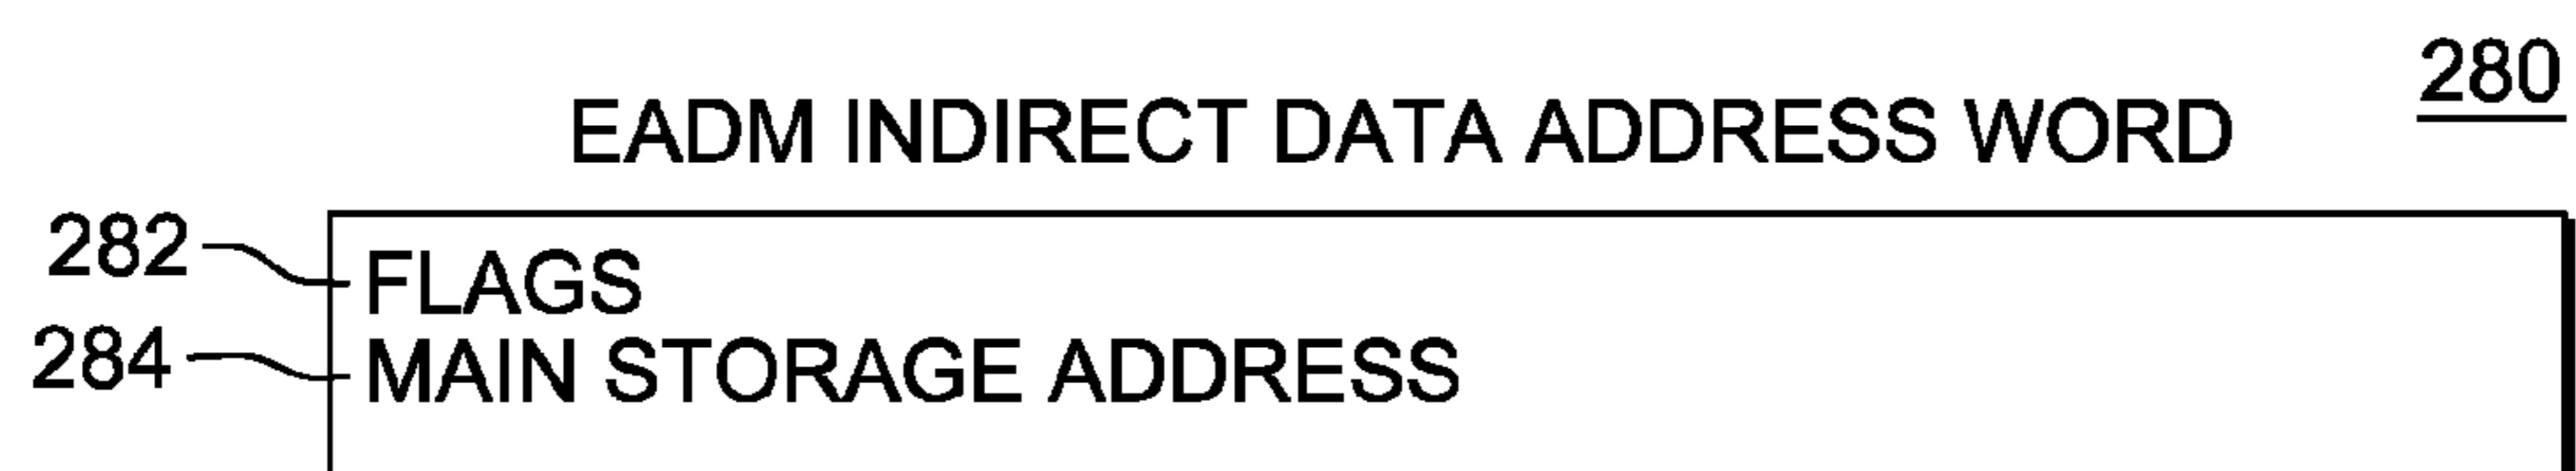 280
EADM INDIRECT DATA ADDRESS WORD
282 FLAGS
284 MAIN STORAGE ADDRESS